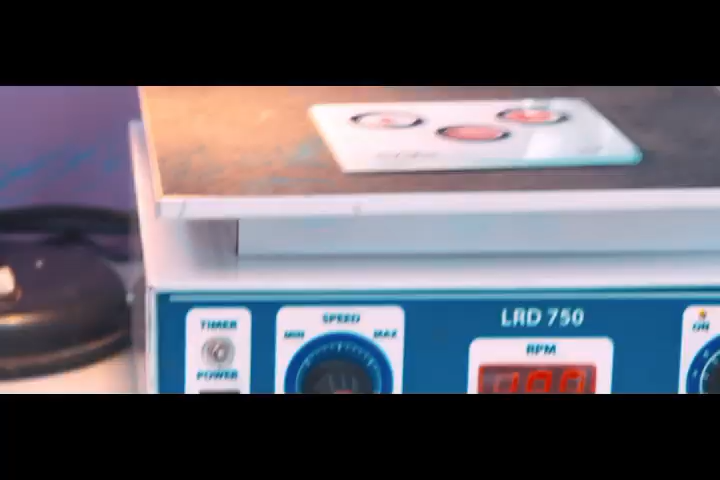 LRD 750
TIMER
SPEED
MIN
MAX
ON
RPM
POWER